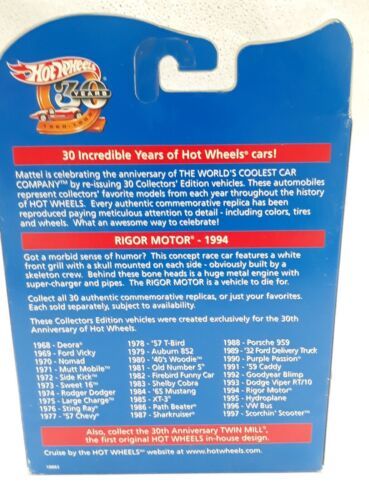 Hot Wheels
30
YEARS
30 Incredible Years of Hot Wheels® cars!
Mattel is celebrating the anniversary of THE WORLD'S COOLEST CAR
COMPANY™ by re-issuing 30 Collectors' Edition vehicles. These automobiles
represent collectors' favorite models from each year throughout the history
of HOT WHEELS. Every authentic commemorative replica has been
reproduced paying meticulous attention to detail - including colors, tires
and wheels. What an awesome way to celebrate!
RIGOR MOTOR® - 1994
Got a morbid sense of humor? This concept race car features a white
front grill with a skull mounted on each side - obviously built by a
skeleton crew. Behind these bone heads is a huge metal engine with
super-charger and pipes. The RIGOR MOTOR is a vehicle to die for.
Collect all 30 authentic commemorative replicas, or just your favorites.
Each sold separately, subject to availability.
These Collectors Edition vehicles were created exclusively for the 30th
Anniversary of Hot Wheels.
1968 - Deora®
1969 - Ford Vicky
1970 - Nomad
1971 - Mutt Mobile™
1972 - Side Kick™
1973 - Sweet 16™
1974 - Rodger Dodger
1975 - Large Charge™
1976 - Sting Ray®
1977 - '57 Chevy®
1978 - '57 T-Bird
1979 - Auburn 852
1980 - '40's Woodie™
1981 - Old Number 5™
1982 - Firebird Funny Car
1983 - Shelby Cobra
1984 - '65 Mustang
1985 - XT-3®
1986 - Path Beater™
1987 - Sharkruiser®
1988 - Porsche 959
1989 - '32 Ford Delivery Truck
1990 - Purple Passion®
1991 - '59 Caddy
1992 - Goodyear Blimp
1993 - Dodge Viper RT/10
1994 - Rigor Motor®
1995 - Hydroplane
1996 - VW Bus
1997 - Scorchin' Scooter™
Also, collect the 30th Anniversary TWIN MILL®,
the first original HOT WHEELS in-house design.
Cruise by the HOT WHEELS® website at www.hotwheels.com.